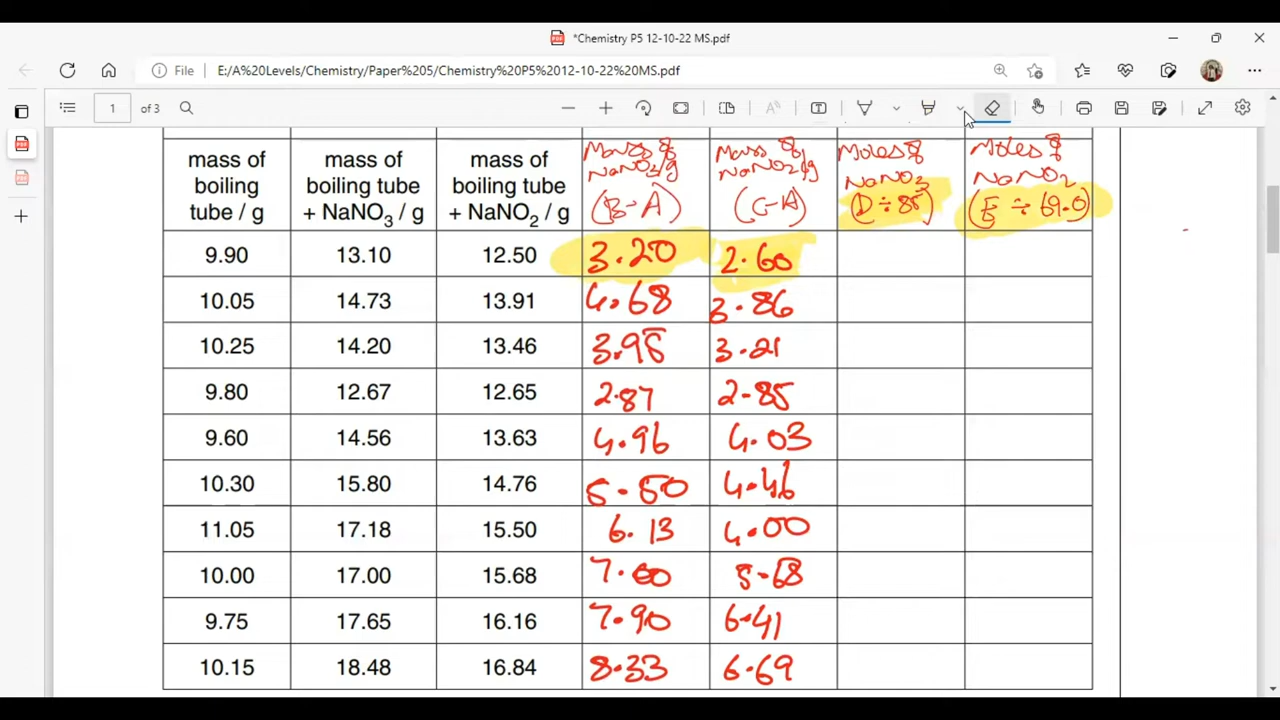 *Chemistry P5 12-10-22 MS.pdf
File E:/A%20Levels/Chemistry/Paper%205/Chemistry%20P5%2012-10-22%20MS.pdf
1 of 3
mass of boiling tube / g
mass of boiling tube + NaNO₃ / g
mass of boiling tube + NaNO₂ / g
Mass of NaNO₃/g (B-A)
Mass of NaNO₂/g (C-A)
Moles of NaNO₃ (D÷85)
Moles of NaNO₂ (E÷69.0)
9.90 13.10 12.50 3.20 2.60
10.05 14.73 13.91 4.68 3.86
10.25 14.20 13.46 3.95 3.21
9.80 12.67 12.65 2.87 2.85
9.60 14.56 13.63 4.96 4.03
10.30 15.80 14.76 5.50 4.46
11.05 17.18 15.50 6.13 4.00
10.00 17.00 15.68 7.00 5.68
9.75 17.65 16.16 7.90 6.41
10.15 18.48 16.84 8.33 6.69